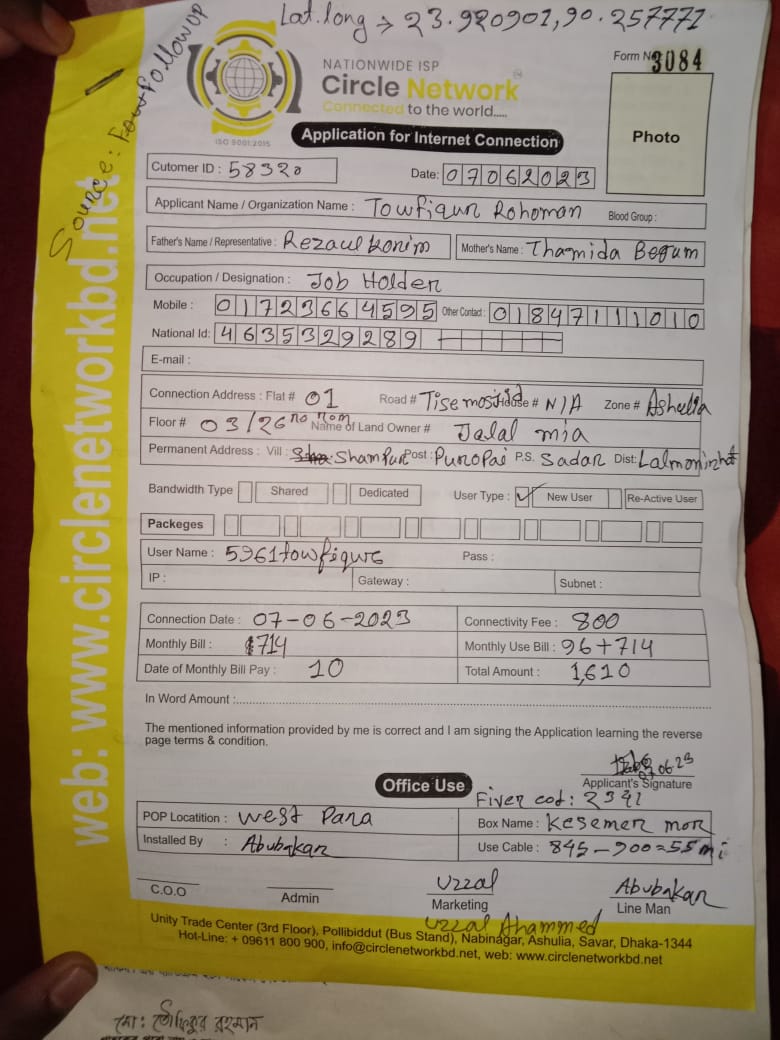 Lat.long → 23.920901,90.257771
Source: Fow Followup
NATIONWIDE ISP
Form No 3084
Circle Network
Connected to the world.....
ISO 9001:2015
Application for Internet Connection
Photo
Cutomer ID : 58320 Date: 07062023
Applicant Name / Organization Name : Towfiqur Rohoman Blood Group :
Father's Name / Representative : Rezaul Konim Mother's Name : Thamida Begum
Occupation / Designation : Job Holder
Mobile : 01723664595 Other Contact : 01847111010
National Id: 4635329289
E-mail :
Connection Address : Flat # 01 Road # Tise House # N/A Zone # Ashulia
Floor # 03/26 no rom Name of Land Owner # Jalal mia
Permanent Address : Vill : Shampur Post : Puropai P.S. Sadar Dist: Lalmonirhat
Bandwidth Type Shared Dedicated User Type : ✓ New User Re-Active User
Packeges
User Name : 5961towfiqure Pass :
IP : Gateway : Subnet :
Connection Date : 07-06-2023 Connectivity Fee : 800
Monthly Bill : 714 Monthly Use Bill : 96+714
Date of Monthly Bill Pay : 10 Total Amount : 1,610
In Word Amount :
The mentioned information provided by me is correct and I am signing the Application learning the reverse
page terms & condition.
07 06 23
Applicant's Signature
Office Use
Fiver cod: 2391
POP Locatition : West Para Box Name : Kesemer mor
Installed By : Abubakar Use Cable : 845-900=55 mi
Uzzal Abubakar
C.O.O Admin Marketing Line Man
Uzzal Ahammed
Unity Trade Center (3rd Floor), Pollibiddut (Bus Stand), Nabinagar, Ashulia, Savar, Dhaka-1344
Hot-Line: + 09611 800 900, info@circlenetworkbd.net, web: www.circlenetworkbd.net
web: www.circlenetworkbd.net
মো: তৌফিকুর রহমান